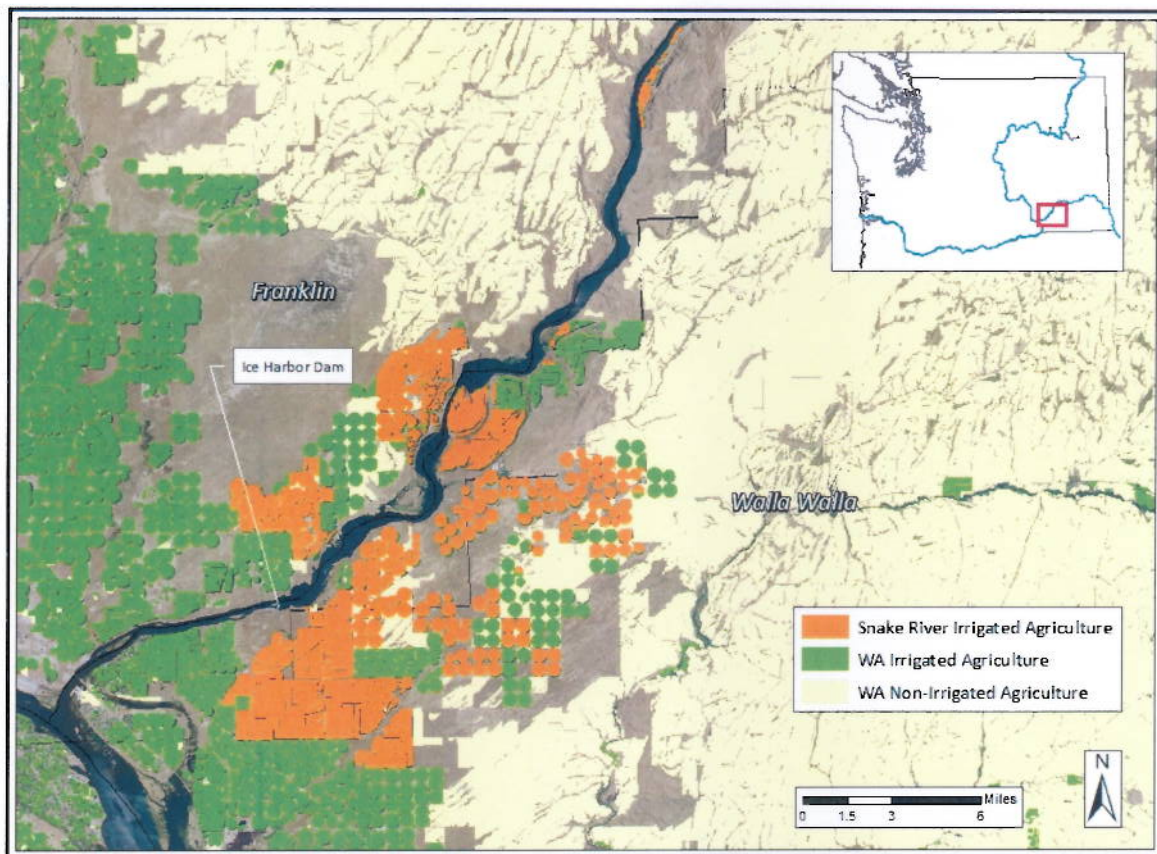 Franklin
Ice Harbor Dam
Walla Walla
Snake River Irrigated Agriculture
WA Irrigated Agriculture
WA Non-Irrigated Agriculture
N
Miles
0 1.5 3 6